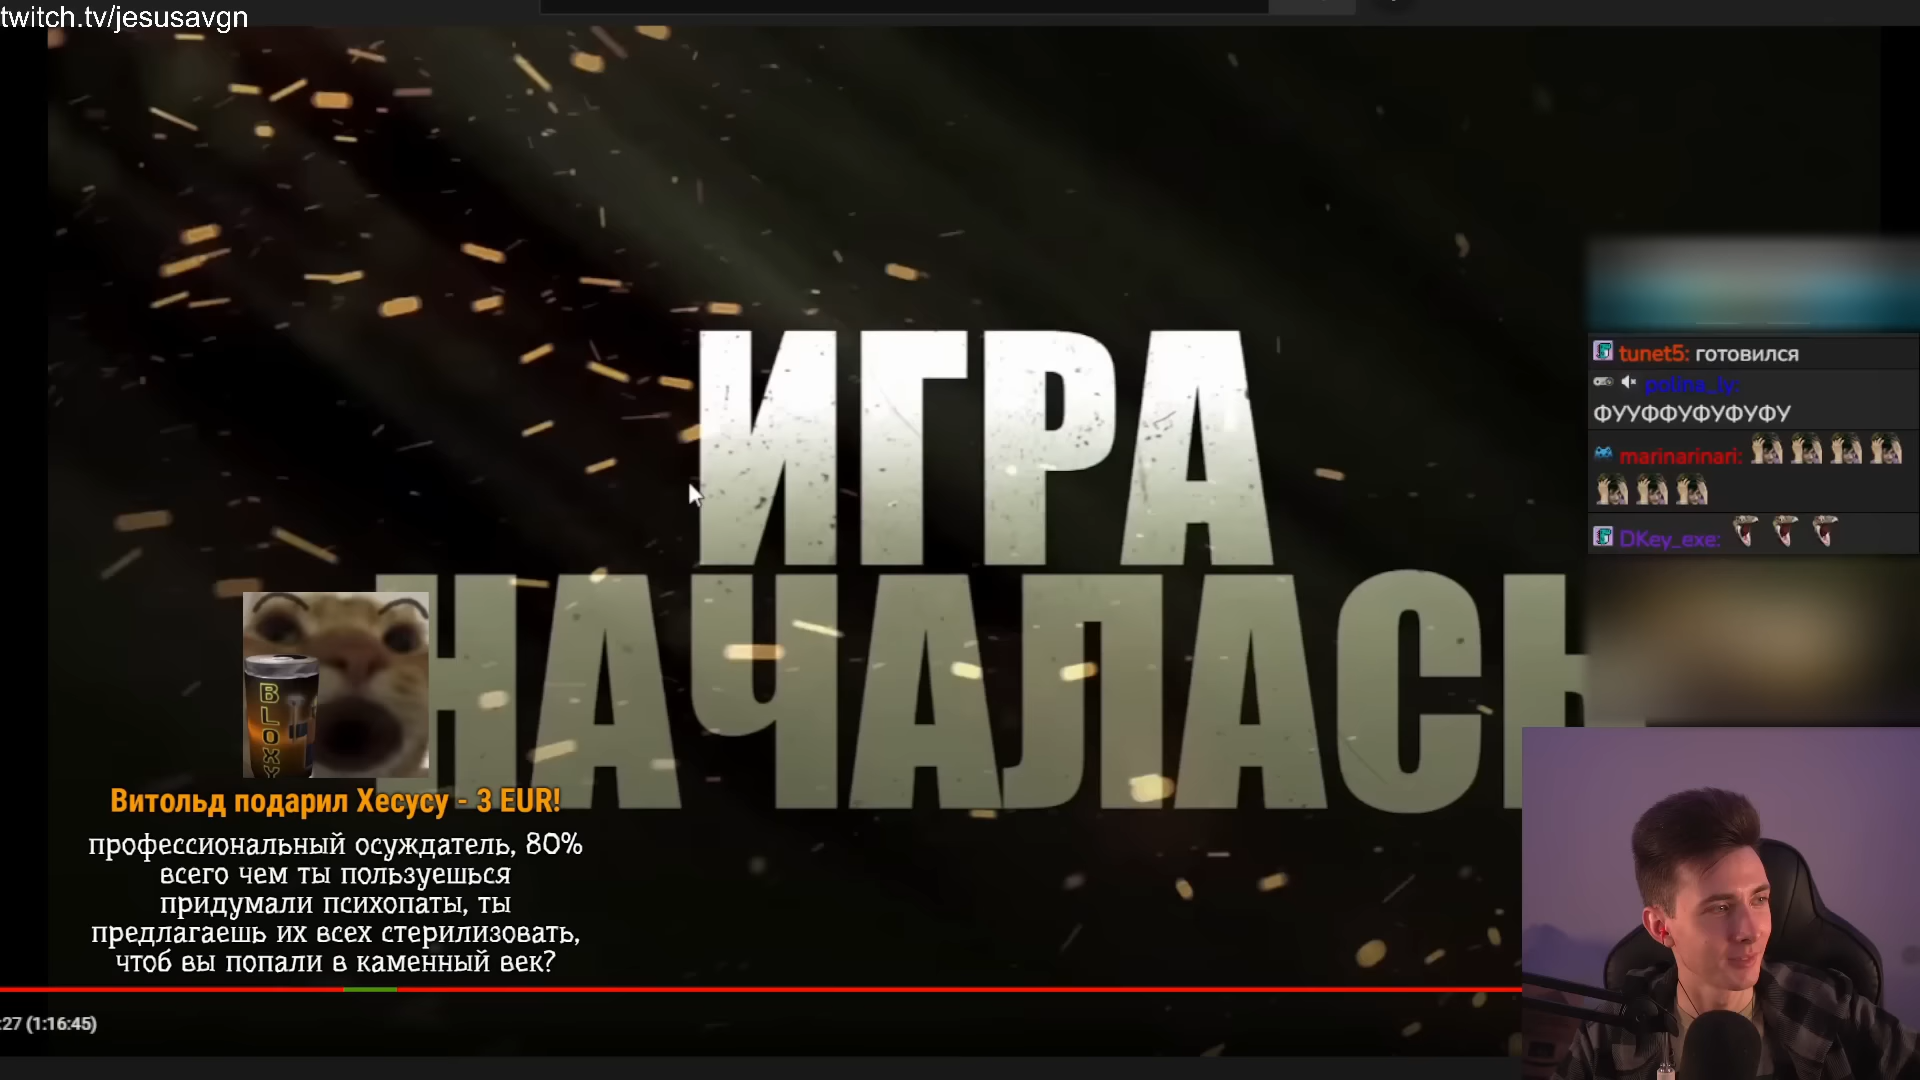 twitch.tv/jesusavgn
ИГРА
НАЧАЛАСЬ
tunet5: готовился
polina_ly:
ФУУФФУФУФУФУ
marinarinari:
DKey_exe:
BLOXX
Витольд подарил Хесусу - 3 EUR!
профессиональный осуждатель, 80%
всего чем ты пользуешься
придумали психопаты, ты
предлагаешь их всех стерилизовать,
чтоб вы попали в каменный век?
:27 (1:16:45)